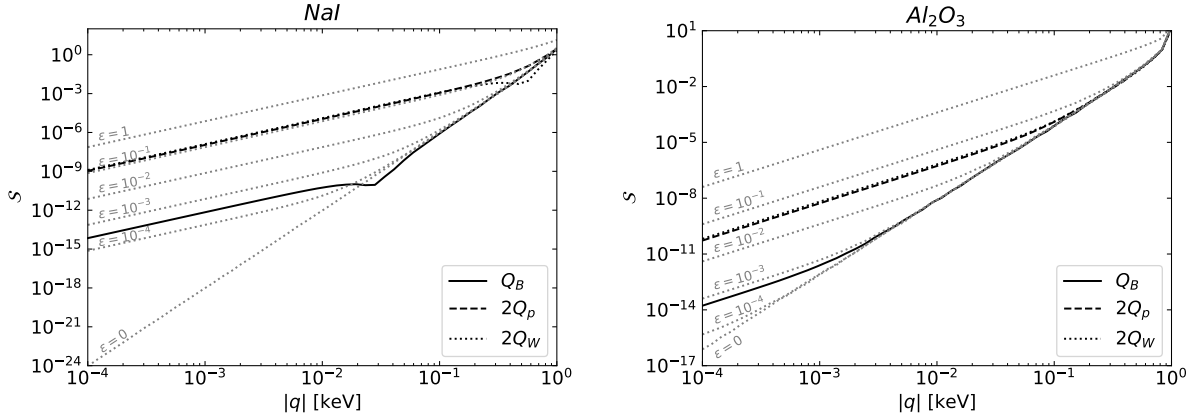 NaI
10^0
10^-3
10^-6
10^-9
10^-12
10^-15
10^-18
10^-21
10^-24
𝒮
ε = 1
ε = 10^-1
ε = 10^-2
ε = 10^-3
ε = 10^-4
ε = 0
Q_B
2Q_p
2Q_W
10^-4 10^-3 10^-2 10^-1 10^0
|q| [keV]
Al_2O_3
10^1
10^-2
10^-5
10^-8
10^-11
10^-14
10^-17
𝒮
ε = 1
ε = 10^-1
ε = 10^-2
ε = 10^-3
ε = 10^-4
ε = 0
Q_B
2Q_p
2Q_W
10^-4 10^-3 10^-2 10^-1 10^0
|q| [keV]